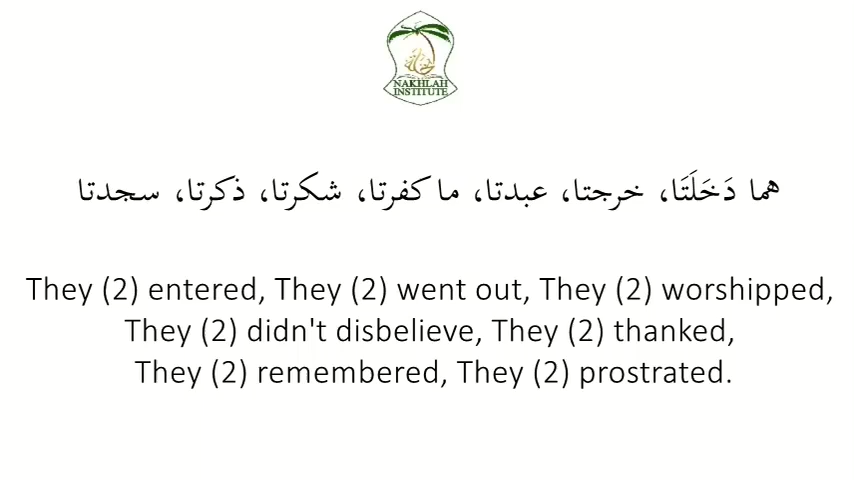 NAKHLAH
INSTITUTE
هما دَخَلَتَا، خرجتا، عبدتا، ما كفرتا، شكرتا، ذكرتا، سجدتا
They (2) entered, They (2) went out, They (2) worshipped,
They (2) didn't disbelieve, They (2) thanked,
They (2) remembered, They (2) prostrated.